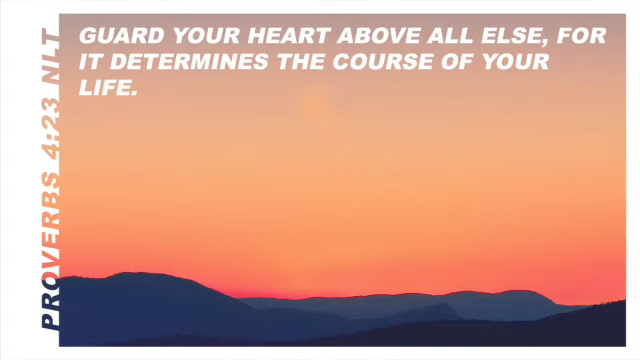 GUARD YOUR HEART ABOVE ALL ELSE, FOR
IT DETERMINES THE COURSE OF YOUR
LIFE.
PROVERBS 4:23 NLT